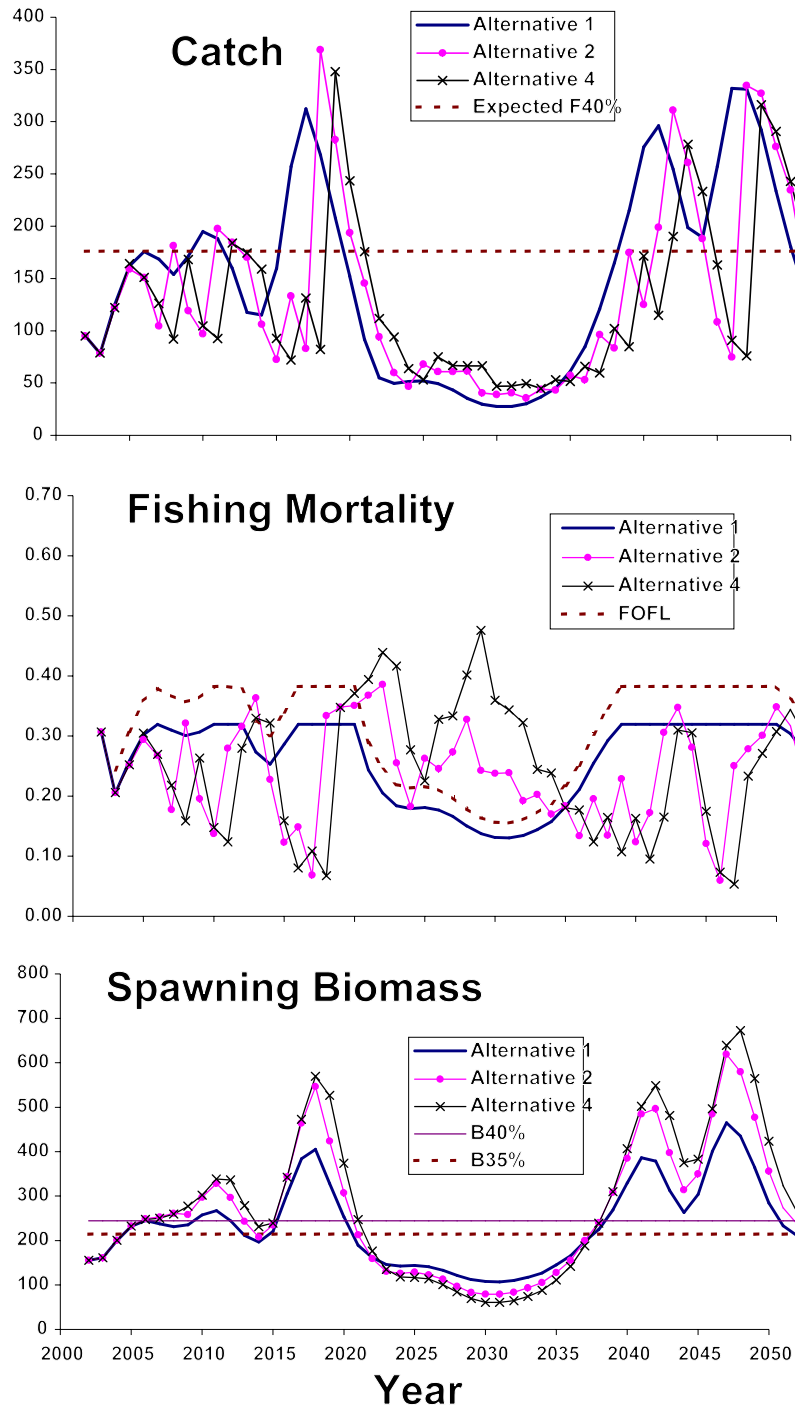 Catch
400
350
300
250
200
150
100
50
0
Alternative 1
Alternative 2
Alternative 4
Expected F40%
Fishing Mortality
0.70
0.60
0.50
0.40
0.30
0.20
0.10
0.00
Alternative 1
Alternative 2
Alternative 4
FOFL
Spawning Biomass
800
700
600
500
400
300
200
100
0
Alternative 1
Alternative 2
Alternative 4
B40%
B35%
2000 2005 2010 2015 2020 2025 2030 2035 2040 2045 2050
Year